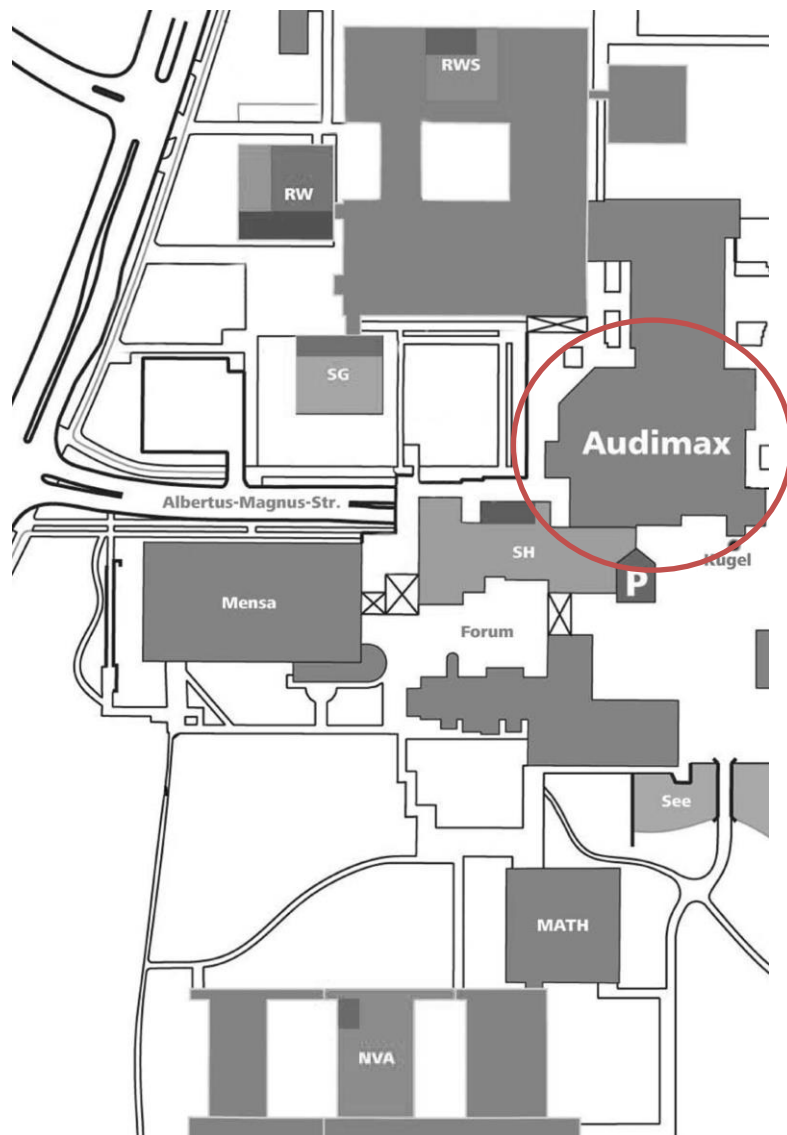 RWS
RW
SG
Audimax
Albertus-Magnus-Str.
SH
Kugel
P
Mensa
Forum
See
MATH
NVA